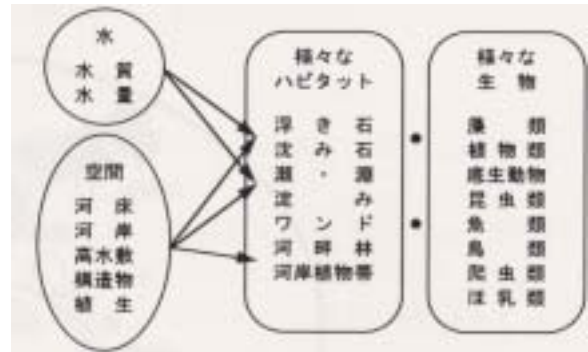 水
水質
水量
空間
河床
河岸
高水敷
構造物
植生
様々な
ハビタット
浮き石
沈み石
瀬・淵
淀み
ワンド
河畔林
河岸植物帯
様々な
生物
藻類
植物類
底生動物
昆虫類
魚類
鳥類
爬虫類
ほ乳類